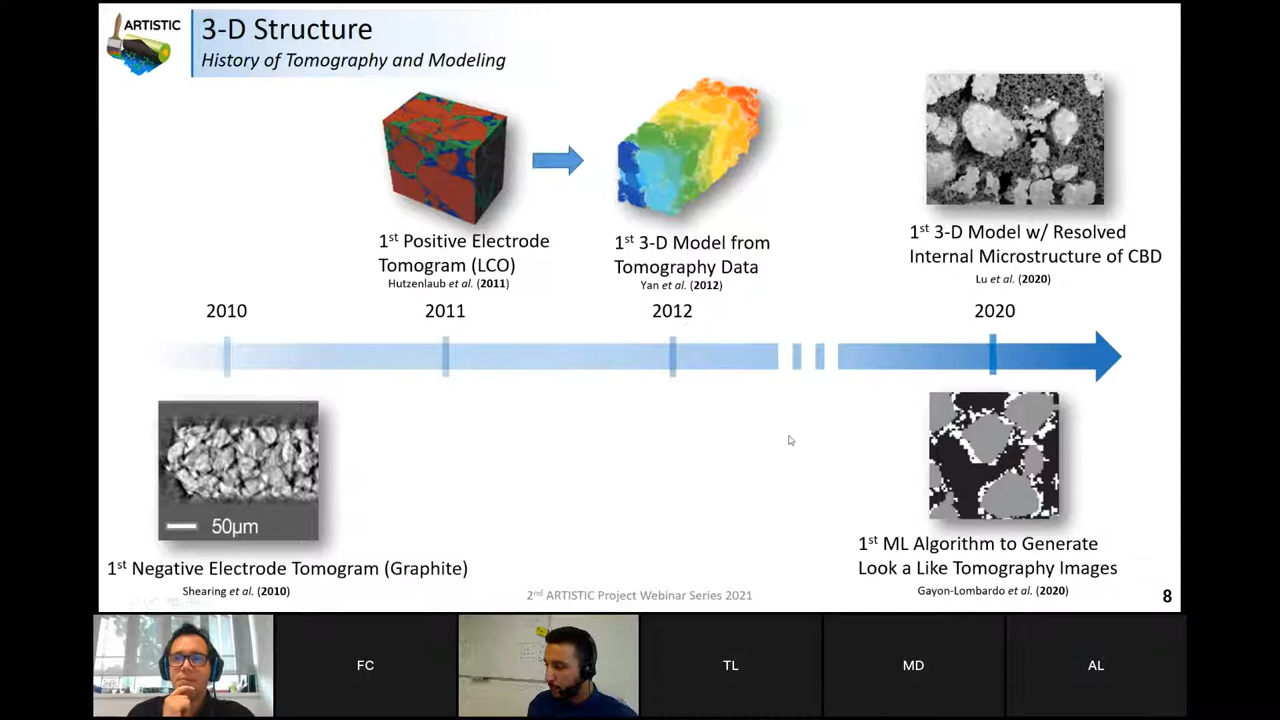 ARTISTIC
3-D Structure
History of Tomography and Modeling
1st Positive Electrode
Tomogram (LCO)
Hutzenlaub et al. (2011)
1st 3-D Model from
Tomography Data
Yan et al. (2012)
1st 3-D Model w/ Resolved
Internal Microstructure of CBD
Lu et al. (2020)
2010
2011
2012
2020
50μm
1st Negative Electrode Tomogram (Graphite)
Shearing et al. (2010)
1st ML Algorithm to Generate
Look a Like Tomography Images
Gayon-Lombardo et al. (2020)
2nd ARTISTIC Project Webinar Series 2021
8
FC
TL
MD
AL